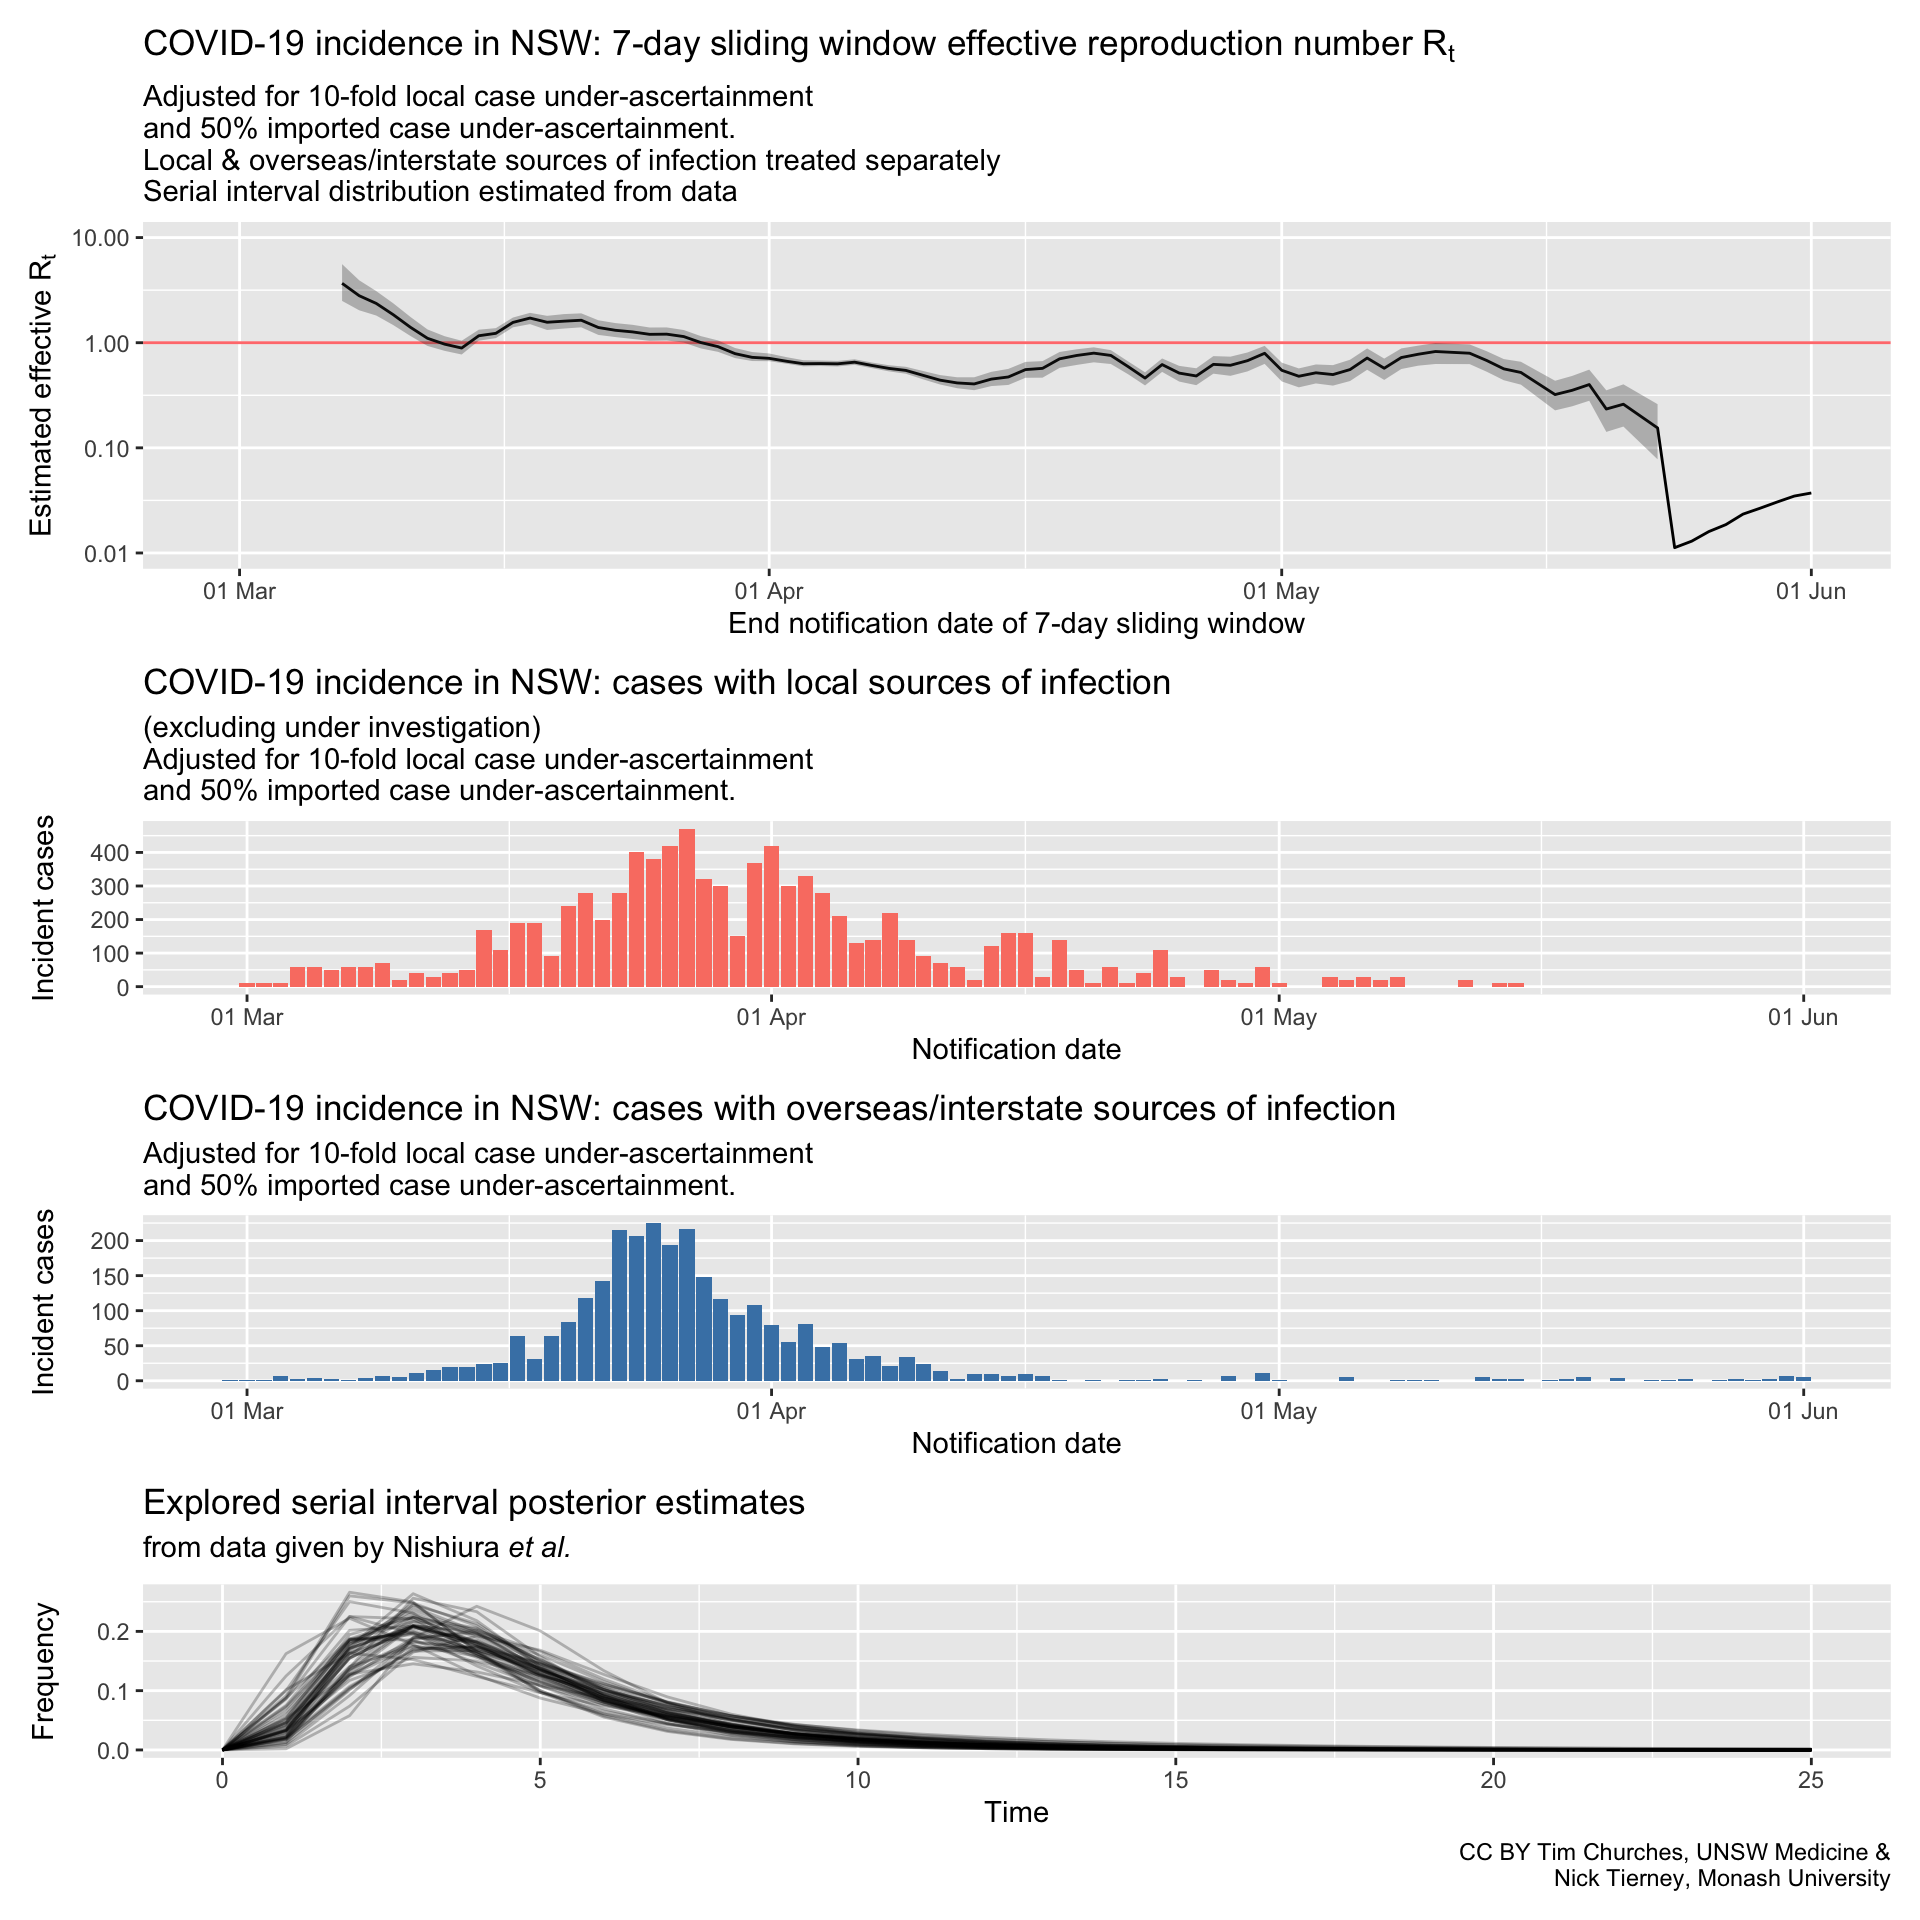 COVID-19 incidence in NSW: 7-day sliding window effective reproduction number Rt
Adjusted for 10-fold local case under-ascertainment
and 50% imported case under-ascertainment.
Local & overseas/interstate sources of infection treated separately
Serial interval distribution estimated from data
Estimated effective Rt
10.00
1.00
0.10
0.01
01 Mar
01 Apr
01 May
01 Jun
End notification date of 7-day sliding window
COVID-19 incidence in NSW: cases with local sources of infection
(excluding under investigation)
Adjusted for 10-fold local case under-ascertainment
and 50% imported case under-ascertainment.
Incident cases
400
300
200
100
0
01 Mar
01 Apr
01 May
01 Jun
Notification date
COVID-19 incidence in NSW: cases with overseas/interstate sources of infection
Adjusted for 10-fold local case under-ascertainment
and 50% imported case under-ascertainment.
Incident cases
200
150
100
50
0
01 Mar
01 Apr
01 May
01 Jun
Notification date
Explored serial interval posterior estimates
from data given by Nishiura et al.
Frequency
0.2
0.1
0.0
0
5
10
15
20
25
Time
CC BY Tim Churches, UNSW Medicine &
Nick Tierney, Monash University